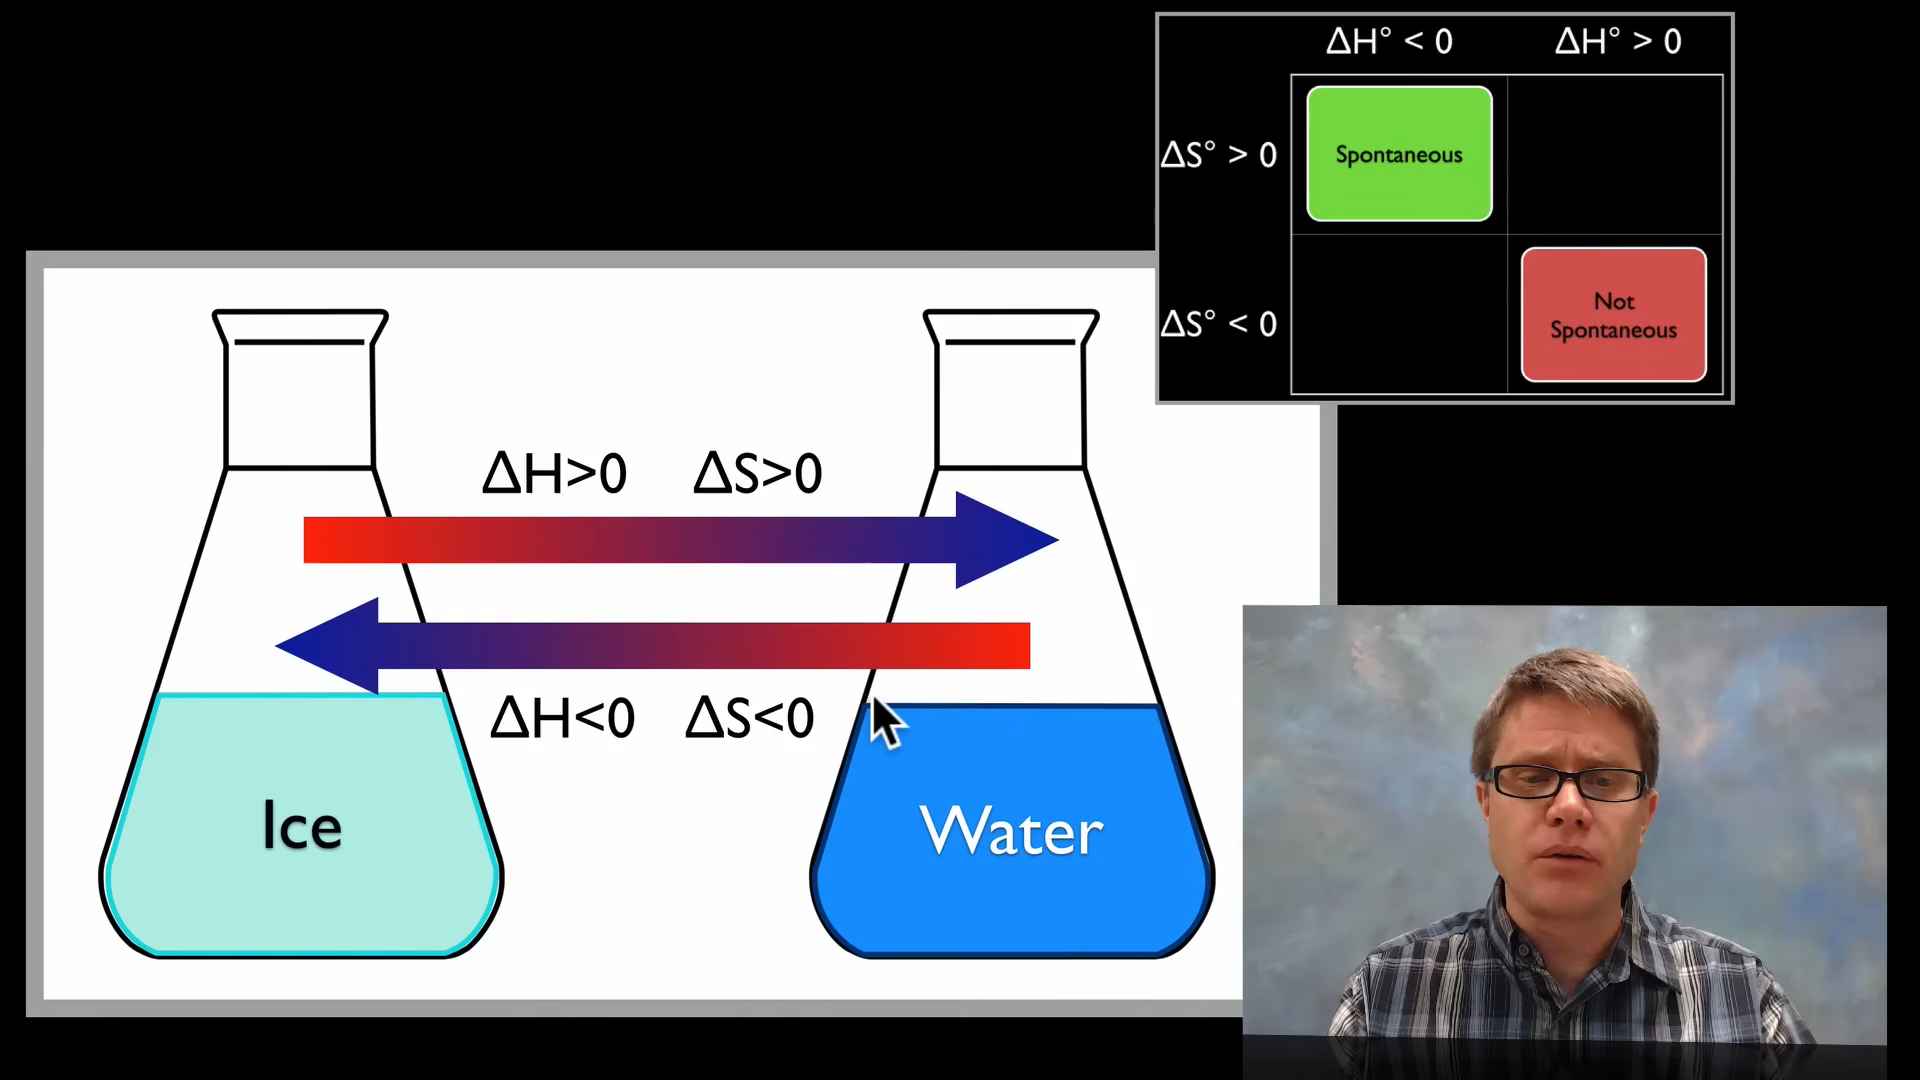 ΔH° < 0 ΔH° > 0
ΔS° > 0 Spontaneous
ΔS° < 0 Not
Spontaneous
ΔH>0 ΔS>0
ΔH<0 ΔS<0
Ice Water